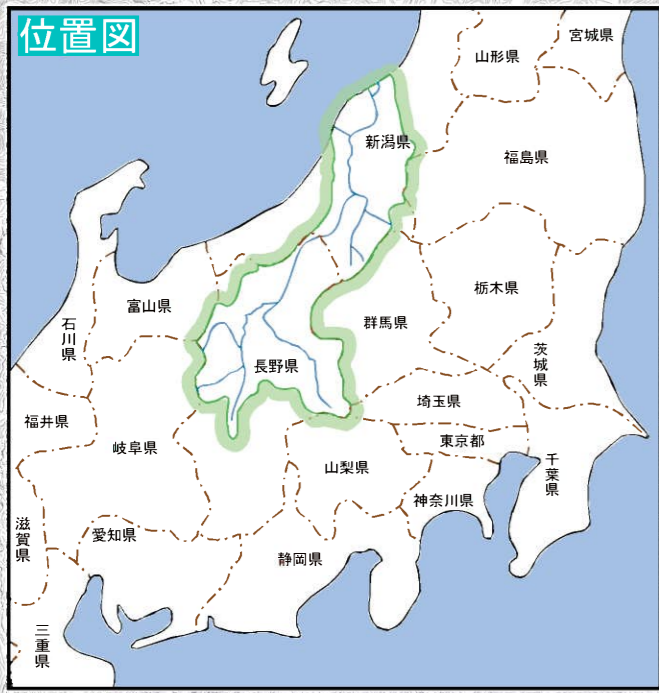 位置図
宮城県
山形県
新潟県
福島県
栃木県
富山県
群馬県
石川県
茨城県
長野県
埼玉県
福井県
東京都
岐阜県
山梨県
千葉県
神奈川県
滋賀県
愛知県
静岡県
三重県